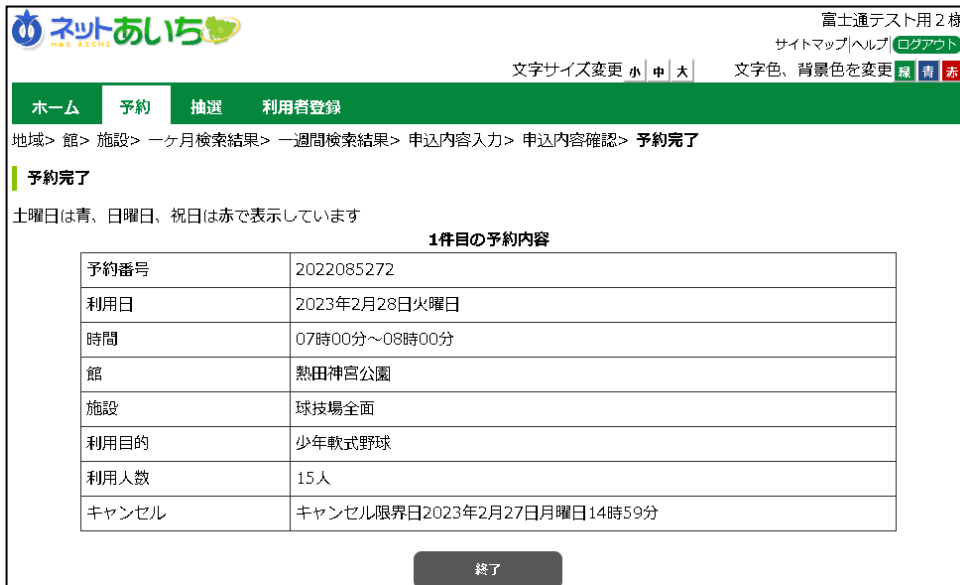 ネットあいち
net AICHI
富士通テスト用2様
サイトマップ|ヘルプ|ログアウト
文字サイズ変更 小 中 大 文字色、背景色を変更 緑 青 赤
ホーム 予約 抽選 利用者登録
地域> 館> 施設> 一ヶ月検索結果> 一週間検索結果> 申込内容入力> 申込内容確認> 予約完了
予約完了
土曜日は青、日曜日、祝日は赤で表示しています
1件目の予約内容
予約番号 2022085272
利用日 2023年2月28日火曜日
時間 07時00分～08時00分
館 熱田神宮公園
施設 球技場全面
利用目的 少年軟式野球
利用人数 15人
キャンセル キャンセル限界日2023年2月27日月曜日14時59分
終了